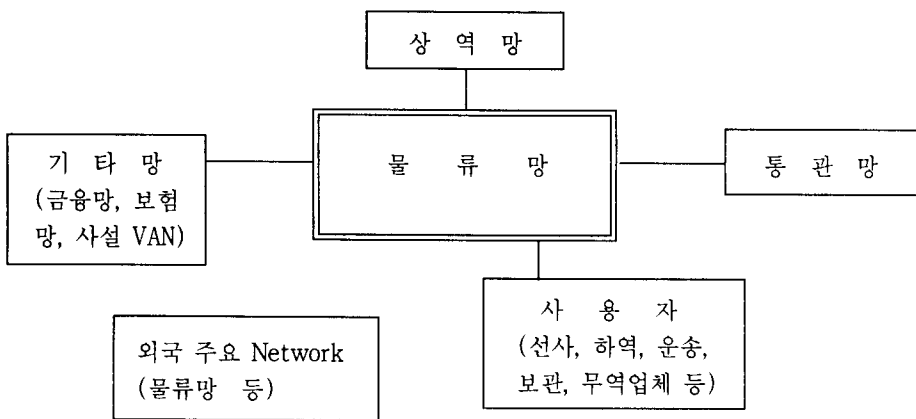 상 역 망
기 타 망
(금융망, 보험
망, 사설 VAN)
물 류 망
통 관 망
사 용 자
(선사, 하역, 운송,
보관, 무역업체 등)
외국 주요 Network
(물류망 등)